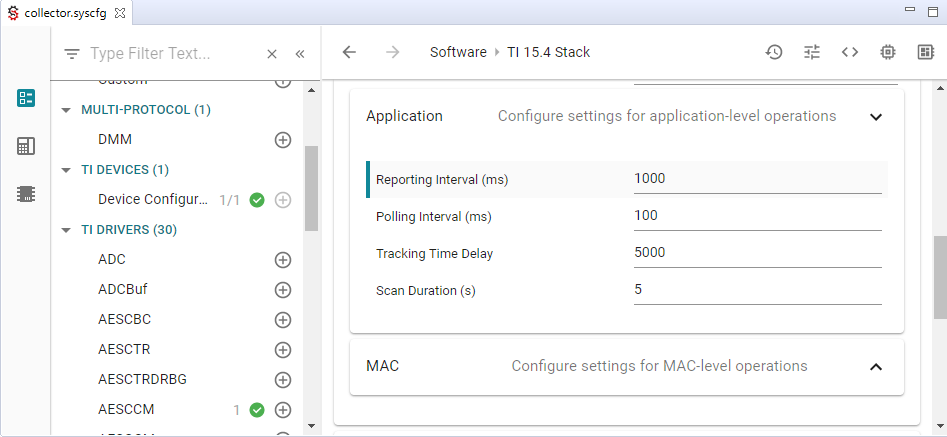 collector.syscfg
Type Filter Text...
Software > TI 15.4 Stack
Custom
MULTI-PROTOCOL (1)
DMM
TI DEVICES (1)
Device Configur... 1/1
TI DRIVERS (30)
ADC
ADCBuf
AESCBC
AESCTR
AESCTRDRBG
AESCCM 1
Application Configure settings for application-level operations
Reporting Interval (ms) 1000
Polling Interval (ms) 100
Tracking Time Delay 5000
Scan Duration (s) 5
MAC Configure settings for MAC-level operations